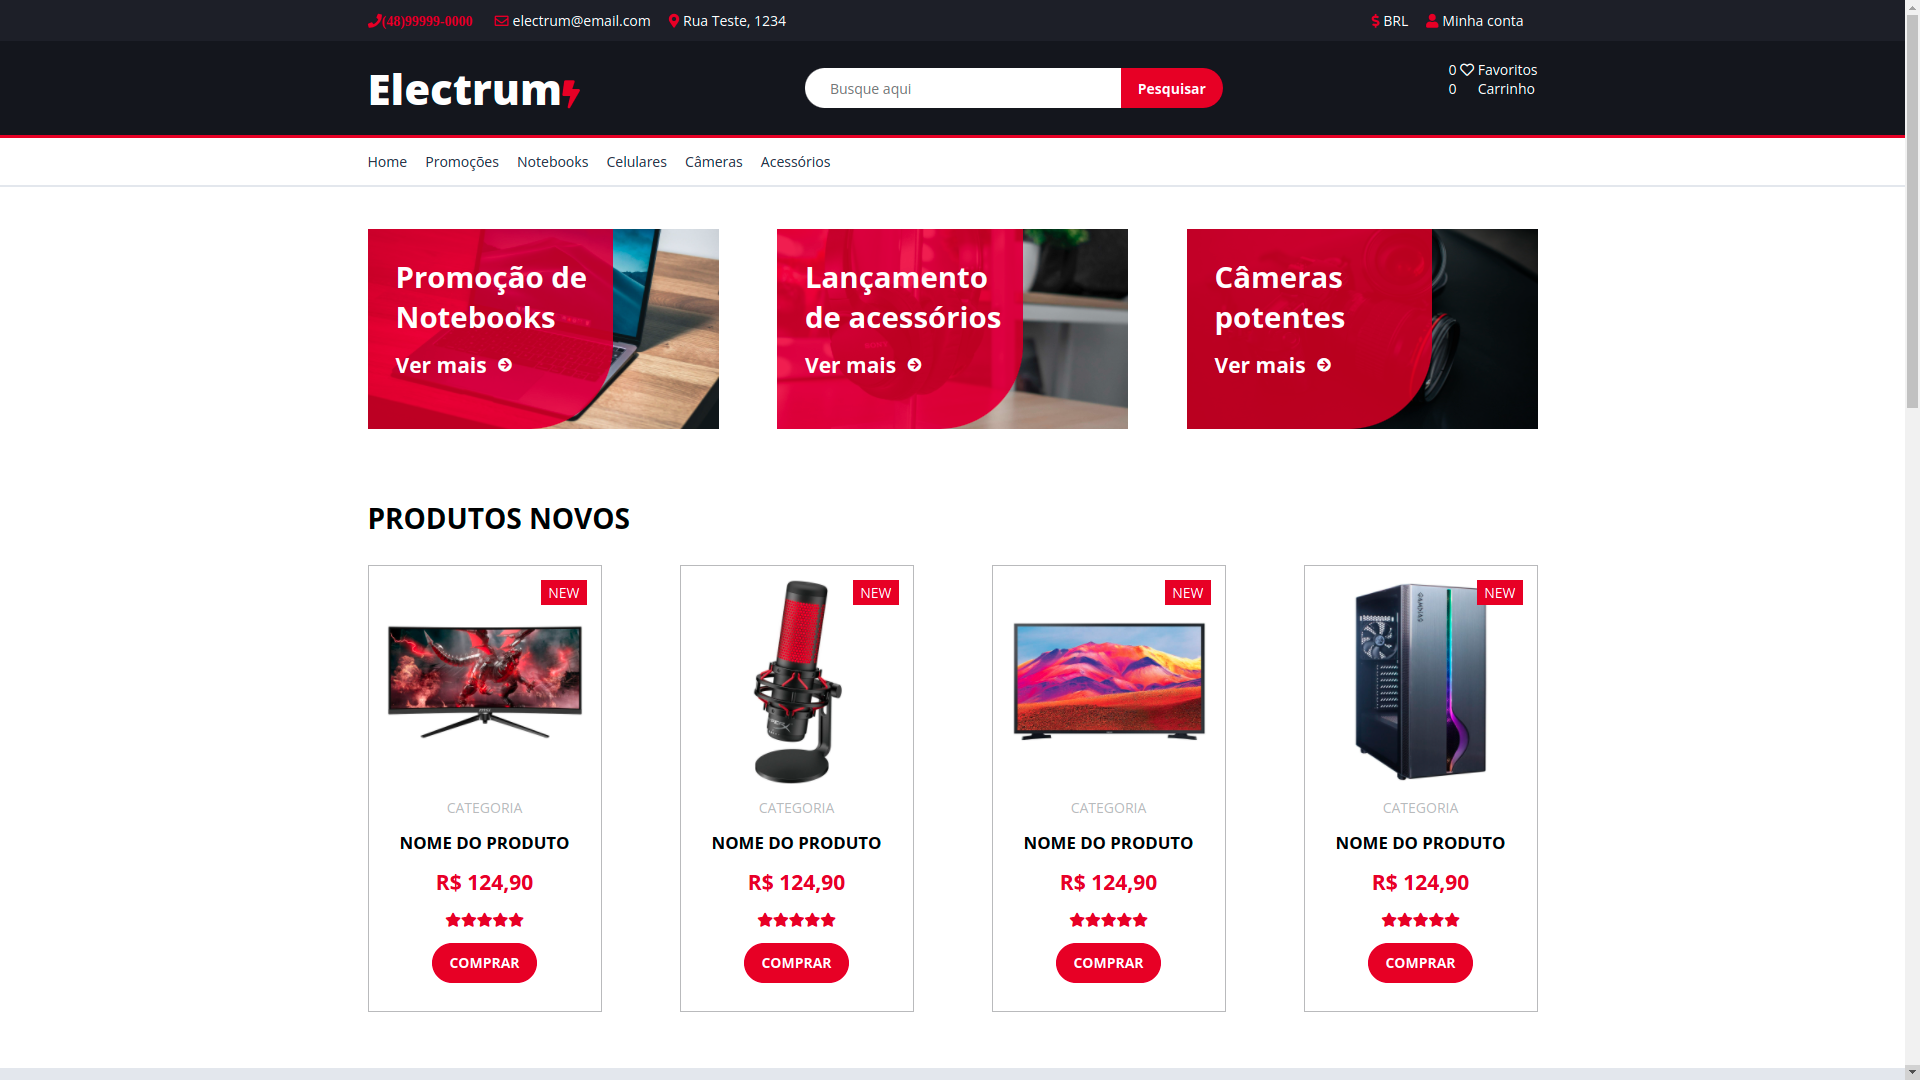 (48)99999-0000 electrum@email.com Rua Teste, 1234 $ BRL Minha conta
Electrum
Busque aqui Pesquisar
0 Favoritos
0 Carrinho
Home Promoções Notebooks Celulares Câmeras Acessórios
Promoção de
Notebooks
Ver mais
Lançamento
de acessórios
Ver mais
Câmeras
potentes
Ver mais
PRODUTOS NOVOS
NEW NEW NEW NEW
CATEGORIA CATEGORIA CATEGORIA CATEGORIA
NOME DO PRODUTO NOME DO PRODUTO NOME DO PRODUTO NOME DO PRODUTO
R$ 124,90 R$ 124,90 R$ 124,90 R$ 124,90
COMPRAR COMPRAR COMPRAR COMPRAR